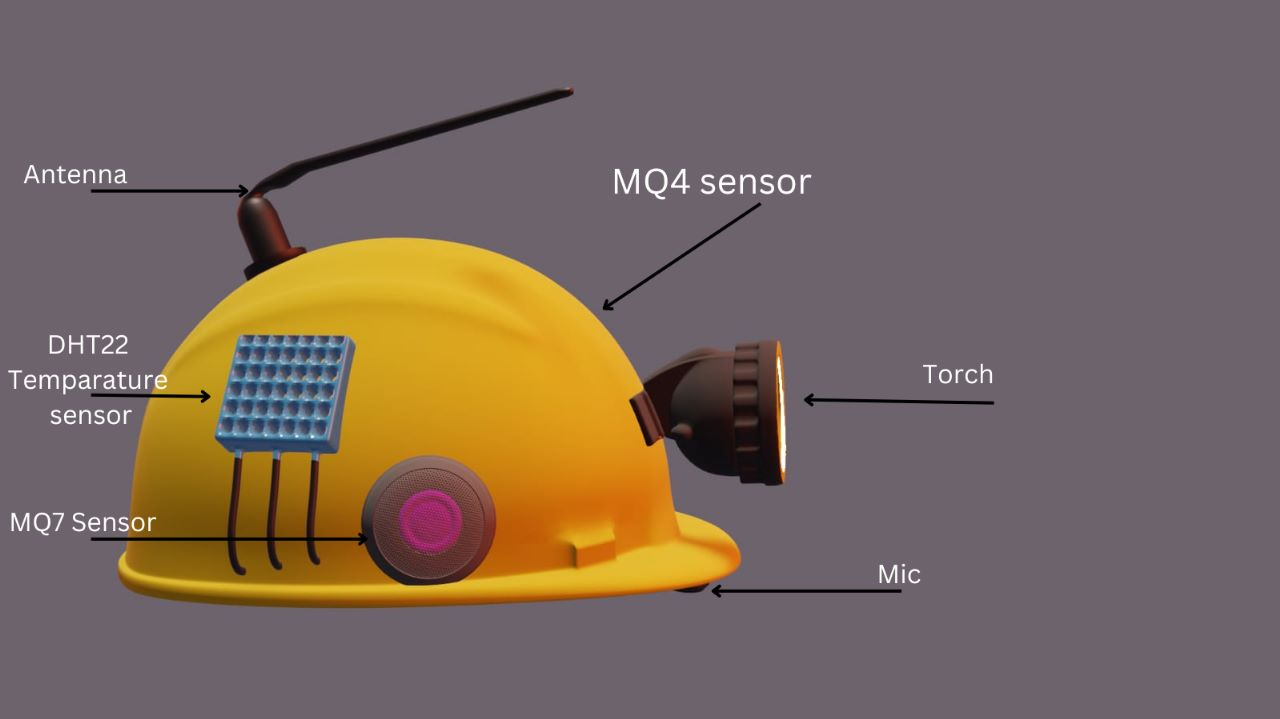 Antenna
MQ4 sensor
DHT22
Temparature
sensor
Torch
MQ7 Sensor
Mic